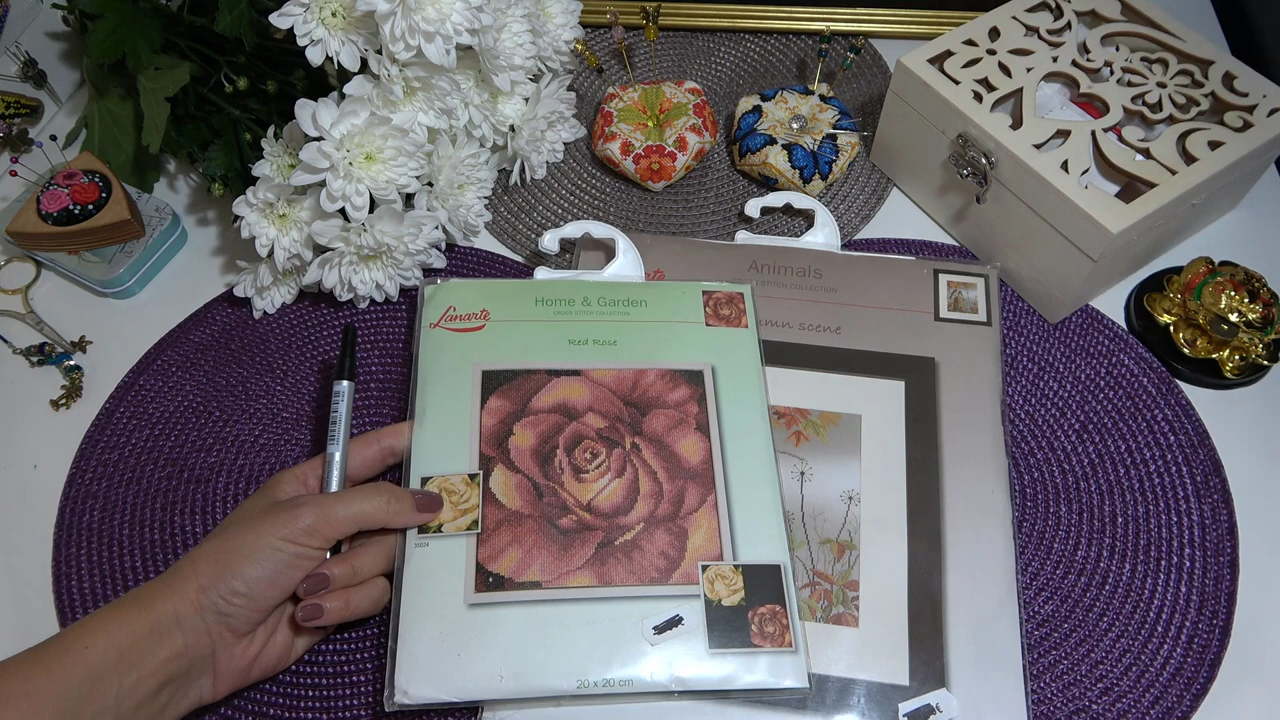 Lanarte
Home & Garden
CROSS STITCH COLLECTION
Red Rose
35024
20 x 20 cm
Animals
STITCH COLLECTION
umn scene
€